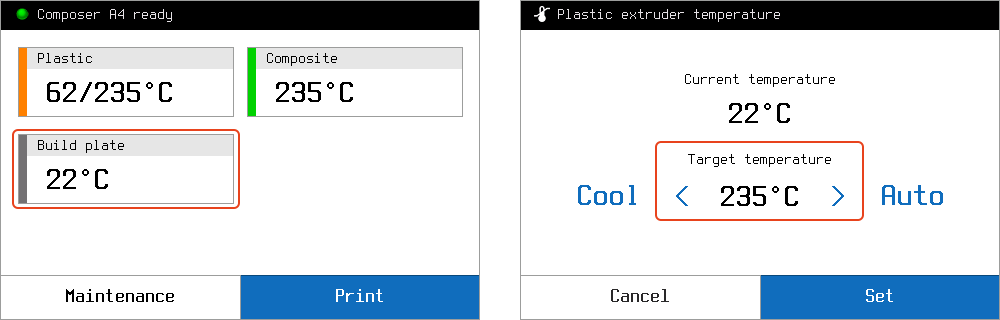 Composer A4 ready
Plastic
62/235°C
Composite
235°C
Build plate
22°C
Maintenance
Print
Plastic extruder temperature
Current temperature
22°C
Target temperature
Cool
235°C
Auto
Cancel
Set